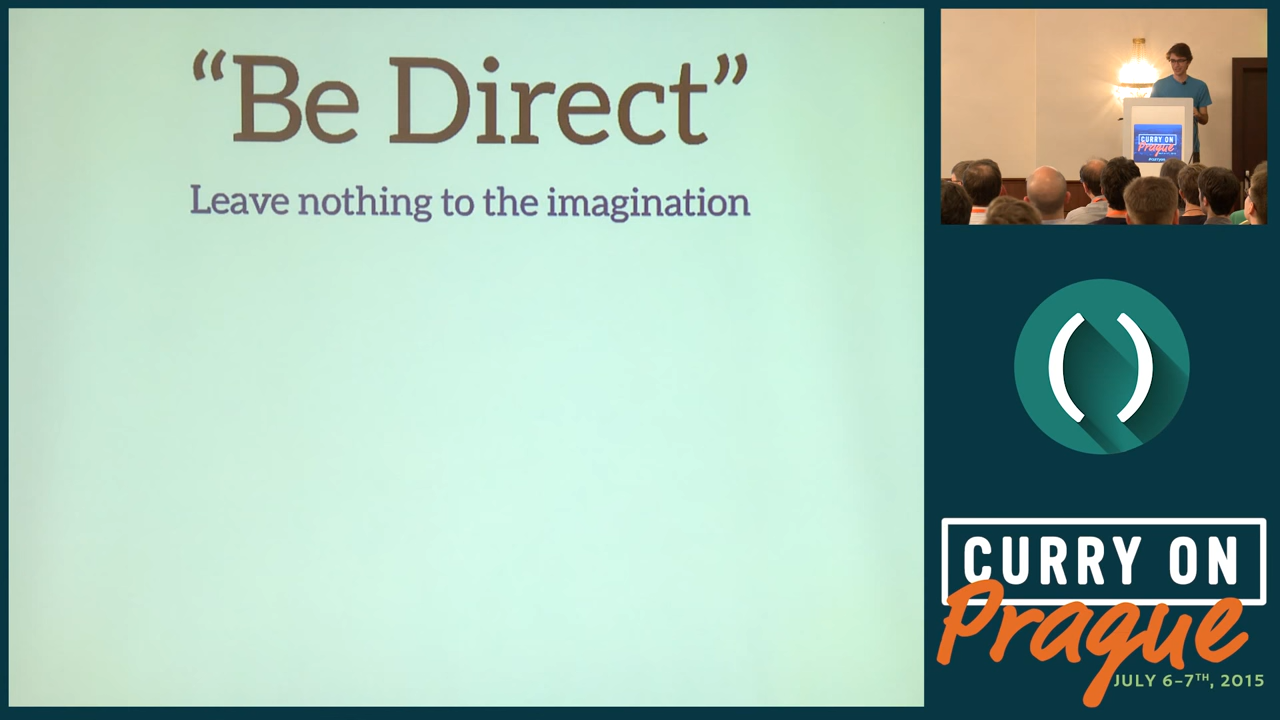 “Be Direct”
Leave nothing to the imagination
CURRY ON
Prague
( )
CURRY ON
Prague
JULY 6–7TH, 2015